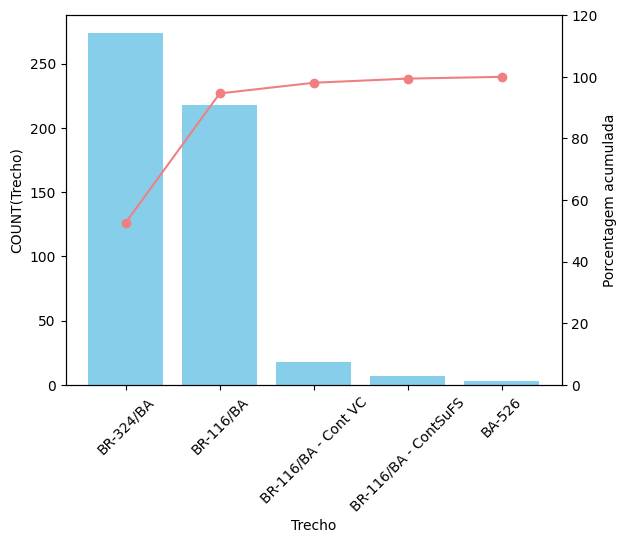 COUNT(Trecho)
250
200
150
100
50
0
120
100
80
60
40
20
0
Porcentagem acumulada
BR-324/BA
BR-116/BA
BR-116/BA - Cont VC
BR-116/BA - ContSuFS
BA-526
Trecho